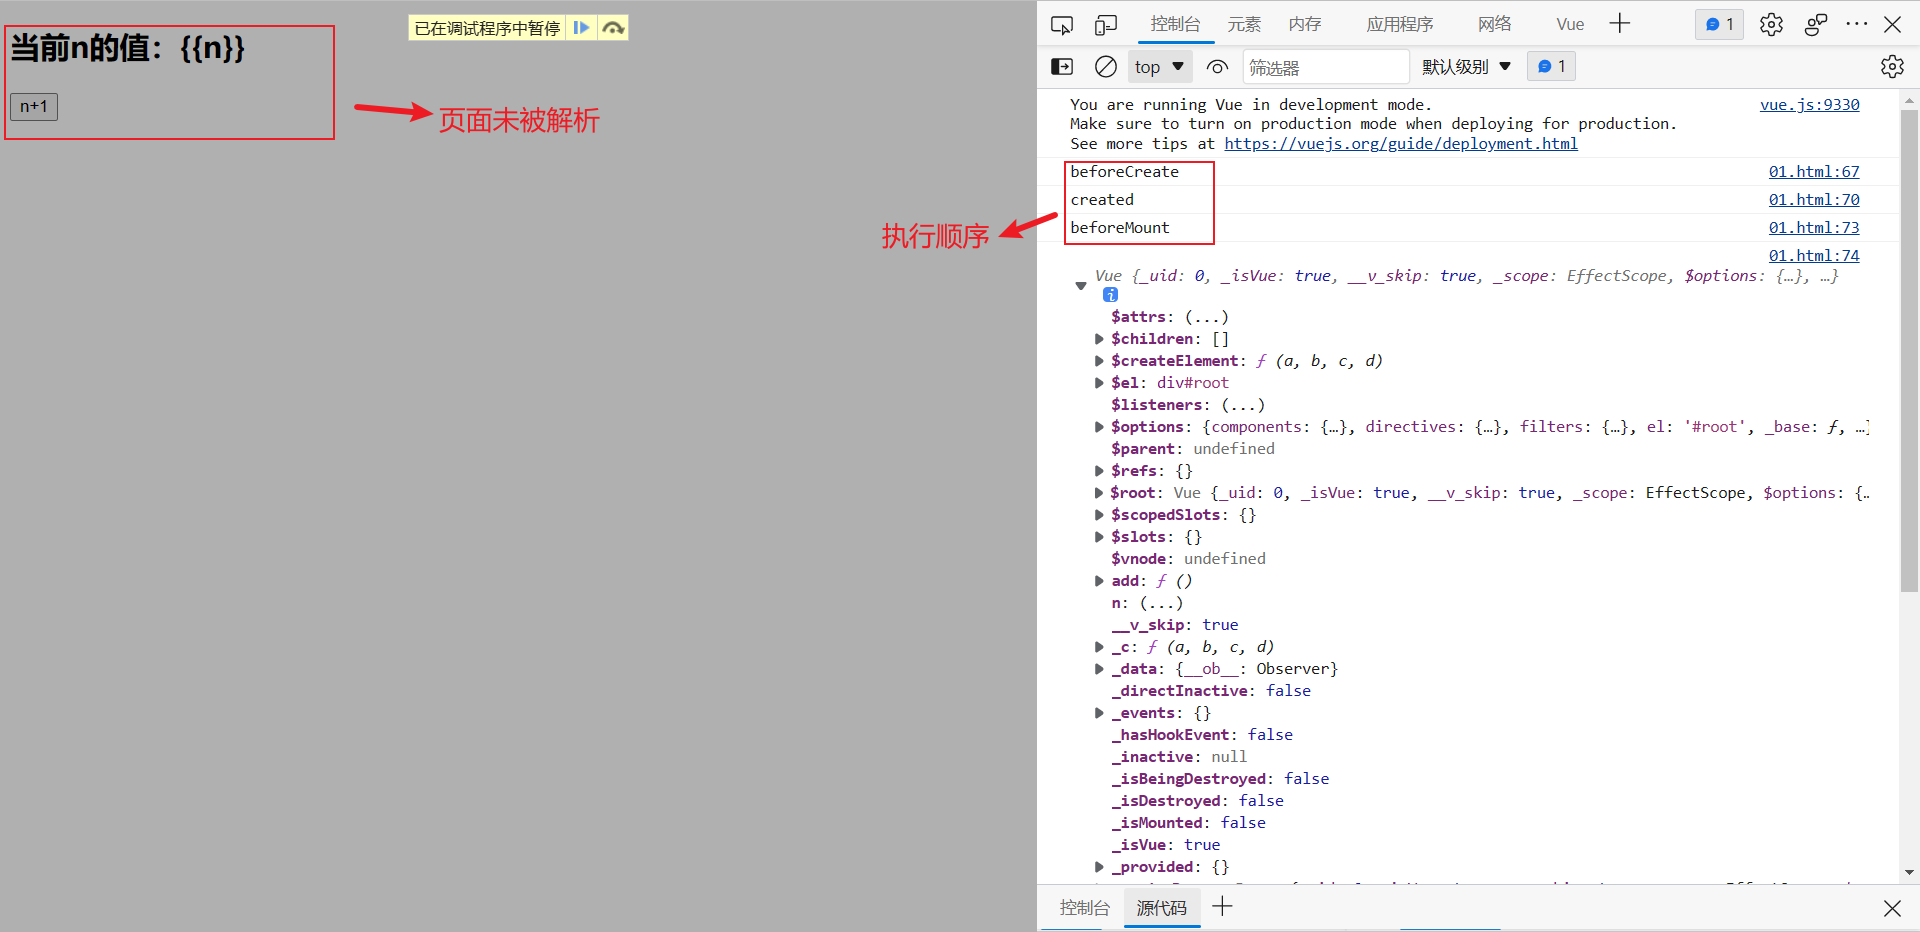 当前n的值：{{n}}
n+1
页面未被解析
已在调试程序中暂停
执行顺序
控制台 元素 内存 应用程序 网络 Vue 1
top 筛选器 默认级别 1
You are running Vue in development mode. vue.js:9330
Make sure to turn on production mode when deploying for production.
See more tips at https://vuejs.org/guide/deployment.html
beforeCreate 01.html:67
created 01.html:70
beforeMount 01.html:73
01.html:74
Vue {_uid: 0, _isVue: true, __v_skip: true, _scope: EffectScope, $options: {…}, …}
i
$attrs: (...)
$children: []
$createElement: ƒ (a, b, c, d)
$el: div#root
$listeners: (...)
$options: {components: {…}, directives: {…}, filters: {…}, el: '#root', _base: ƒ, …}
$parent: undefined
$refs: {}
$root: Vue {_uid: 0, _isVue: true, __v_skip: true, _scope: EffectScope, $options: {…
$scopedSlots: {}
$slots: {}
$vnode: undefined
add: ƒ ()
n: (...)
__v_skip: true
_c: ƒ (a, b, c, d)
_data: {__ob__: Observer}
_directInactive: false
_events: {}
_hasHookEvent: false
_inactive: null
_isBeingDestroyed: false
_isDestroyed: false
_isMounted: false
_isVue: true
_provided: {}
控制台 源代码